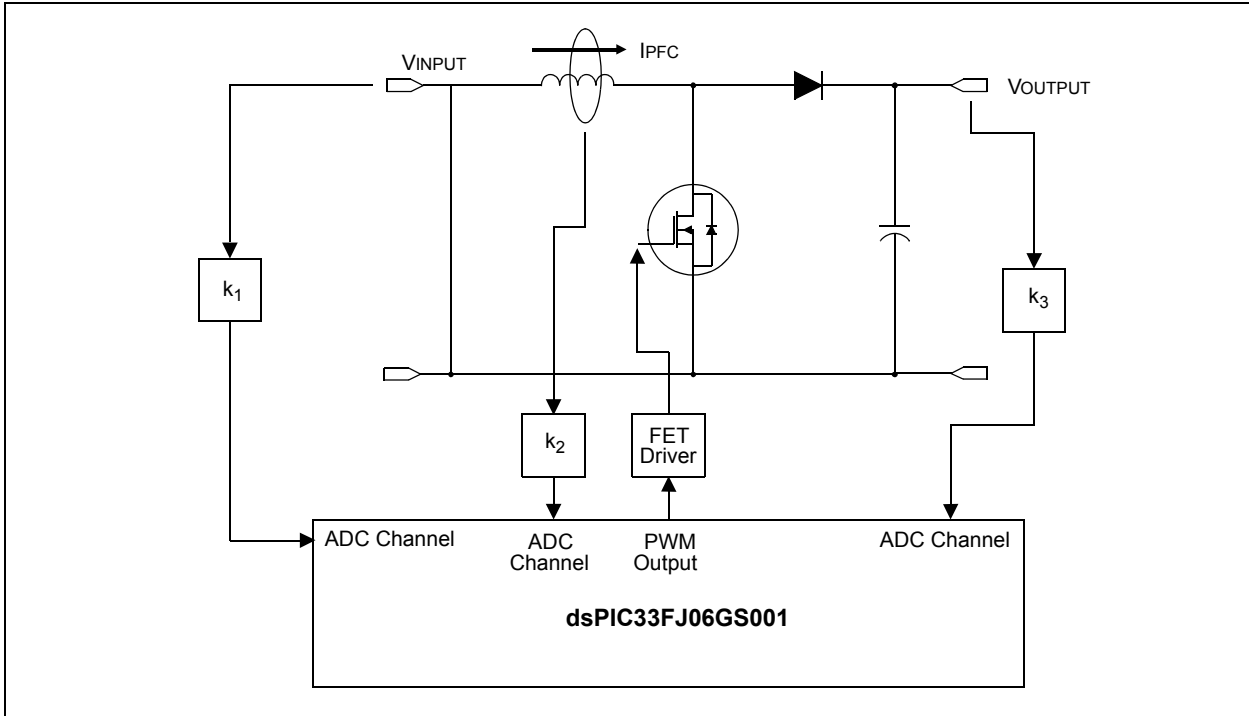 IPFC
VINPUT
VOUTPUT
k1
k3
k2
FET
Driver
ADC Channel
ADC
Channel
PWM
Output
ADC Channel
dsPIC33FJ06GS001